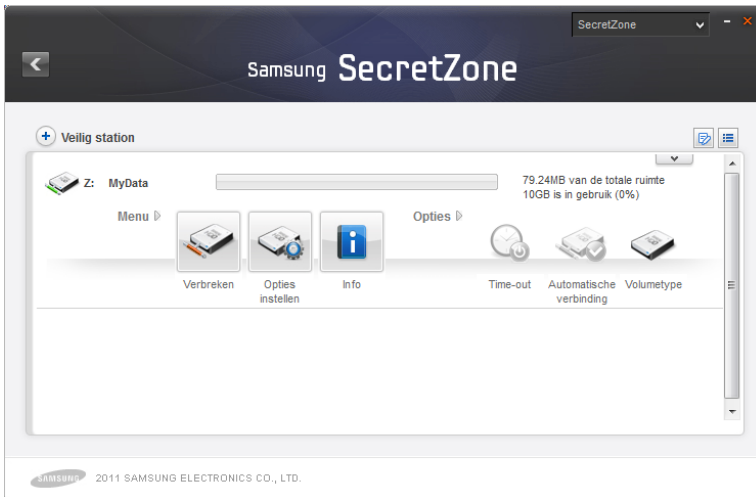 SecretZone
Samsung SecretZone
Veilig station
Z: MyData
79.24MB van de totale ruimte
10GB is in gebruik (0%)
Menu
Opties
Verbreken
Opties
instellen
Info
Time-out
Automatische
verbinding
Volumetype
SAMSUNG 2011 SAMSUNG ELECTRONICS CO., LTD.